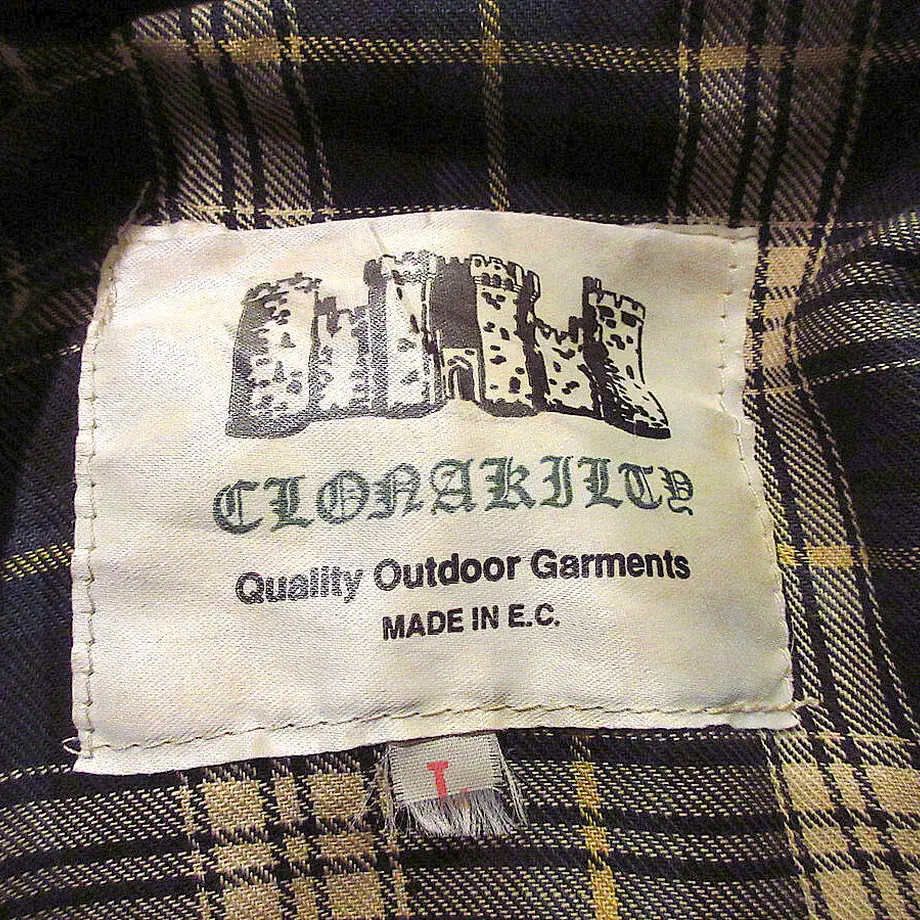 CLONAKILTY
Quality Outdoor Garments
MADE IN E.C.